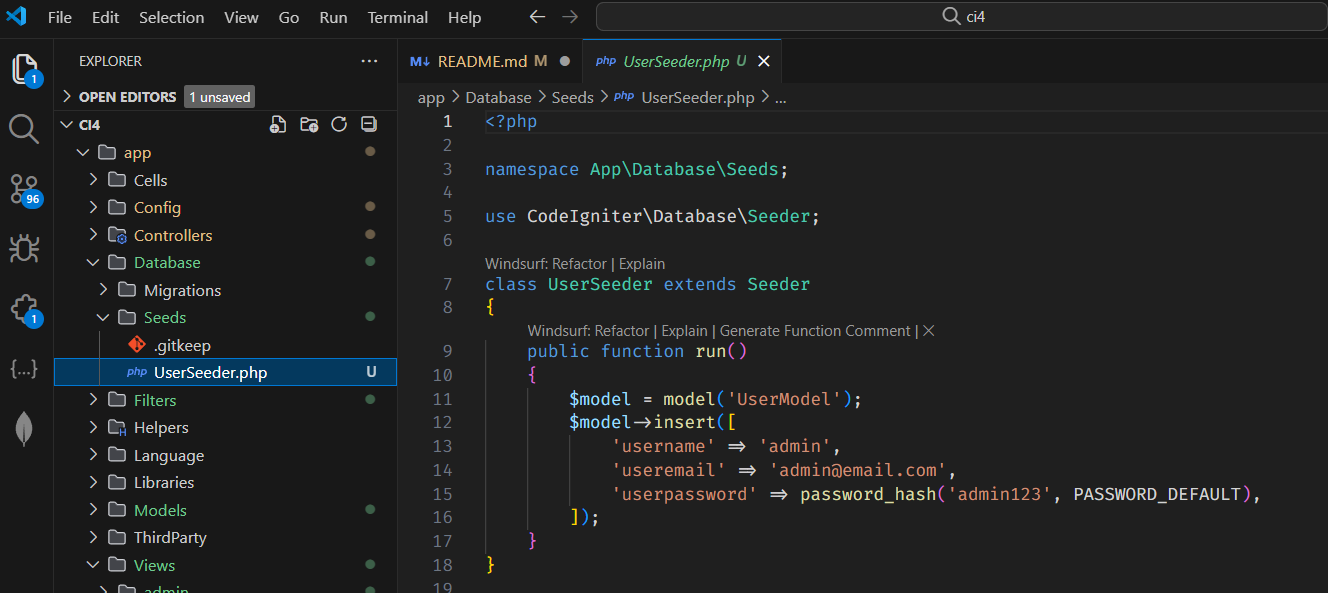 File Edit Selection View Go Run Terminal Help ci4
EXPLORER
OPEN EDITORS 1 unsaved
CI4
app
Cells
Config
Controllers
Database
Migrations
Seeds
.gitkeep
php UserSeeder.php U
Filters
Helpers
Language
Libraries
Models
ThirdParty
Views
admin
1
96
1
{...}
M↓ README.md M php UserSeeder.php U
app > Database > Seeds > php UserSeeder.php > ...
1 <?php
2
3 namespace App\Database\Seeds;
4
5 use CodeIgniter\Database\Seeder;
6
Windsurf: Refactor | Explain
7 class UserSeeder extends Seeder
8 {
Windsurf: Refactor | Explain | Generate Function Comment | ×
9 public function run()
10 {
11 $model = model('UserModel');
12 $model->insert([
13 'username' => 'admin',
14 'useremail' => 'admin@email.com',
15 'userpassword' => password_hash('admin123', PASSWORD_DEFAULT),
16 ]);
17 }
18 }
19